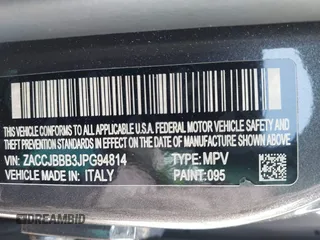 THIS VEHICLE CONFORMS TO ALL APPLICABLE U.S.A. FEDERAL MOTOR VEHICLE SAFETY AND
THEFT PREVENTION STANDARDS IN EFFECT ON THE DATE OF MANUFACTURE SHOWN ABOVE.
VIN: ZACCJBBB3JPG94814 TYPE: MPV
VEHICLE MADE IN: ITALY PAINT: 095
DREAMBID